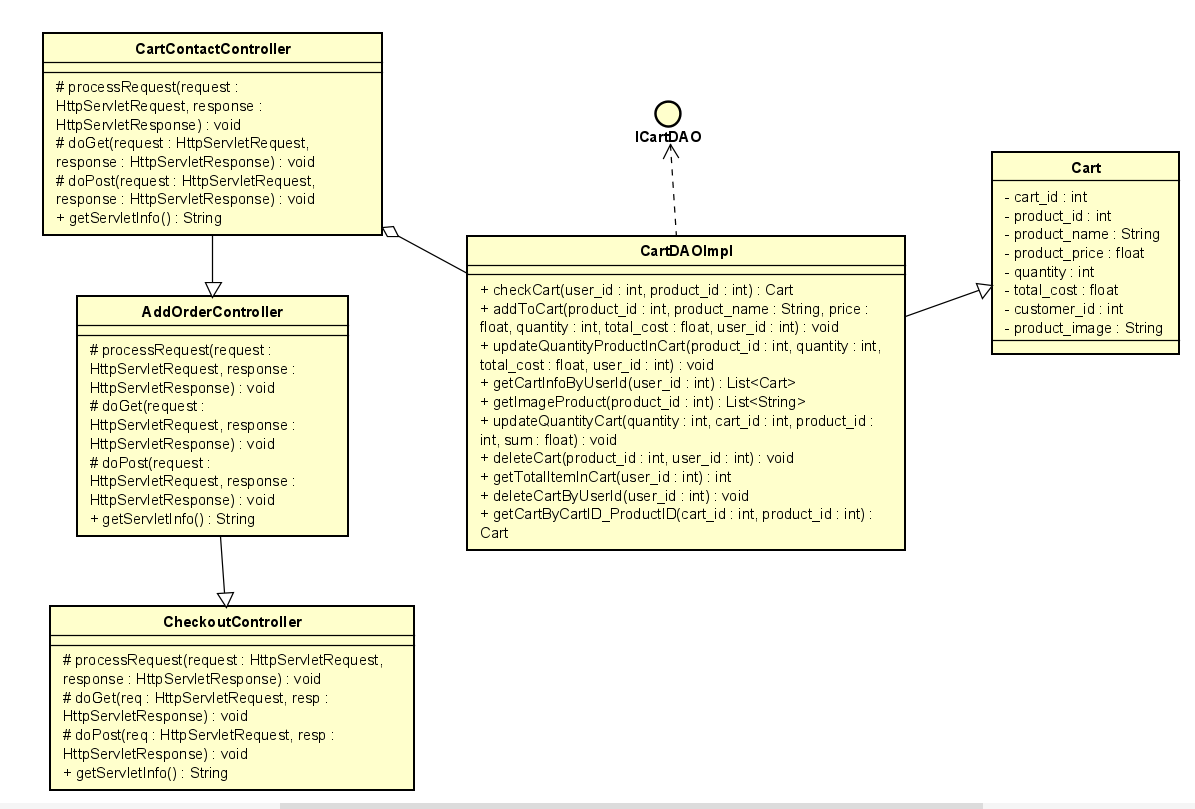 CartContactController
# processRequest(request :
HttpServletRequest, response :
HttpServletResponse) : void
# doGet(request : HttpServletRequest,
response : HttpServletResponse) : void
# doPost(request : HttpServletRequest,
response : HttpServletResponse) : void
+ getServletInfo() : String
AddOrderController
# processRequest(request :
HttpServletRequest, response :
HttpServletResponse) : void
# doGet(request :
HttpServletRequest, response :
HttpServletResponse) : void
# doPost(request :
HttpServletRequest, response :
HttpServletResponse) : void
+ getServletInfo() : String
CheckoutController
# processRequest(request : HttpServletRequest,
response : HttpServletResponse) : void
# doGet(req : HttpServletRequest, resp :
HttpServletResponse) : void
# doPost(req : HttpServletRequest, resp :
HttpServletResponse) : void
+ getServletInfo() : String
ICartDAO
CartDAOImpl
+ checkCart(user_id : int, product_id : int) : Cart
+ addToCart(product_id : int, product_name : String, price :
float, quantity : int, total_cost : float, user_id : int) : void
+ updateQuantityProductInCart(product_id : int, quantity : int,
total_cost : float, user_id : int) : void
+ getCartInfoByUserId(user_id : int) : List<Cart>
+ getImageProduct(product_id : int) : List<String>
+ updateQuantityCart(quantity : int, cart_id : int, product_id :
int, sum : float) : void
+ deleteCart(product_id : int, user_id : int) : void
+ getTotalItemInCart(user_id : int) : int
+ deleteCartByUserId(user_id : int) : void
+ getCartByCartID_ProductID(cart_id : int, product_id : int) :
Cart
Cart
- cart_id : int
- product_id : int
- product_name : String
- product_price : float
- quantity : int
- total_cost : float
- customer_id : int
- product_image : String